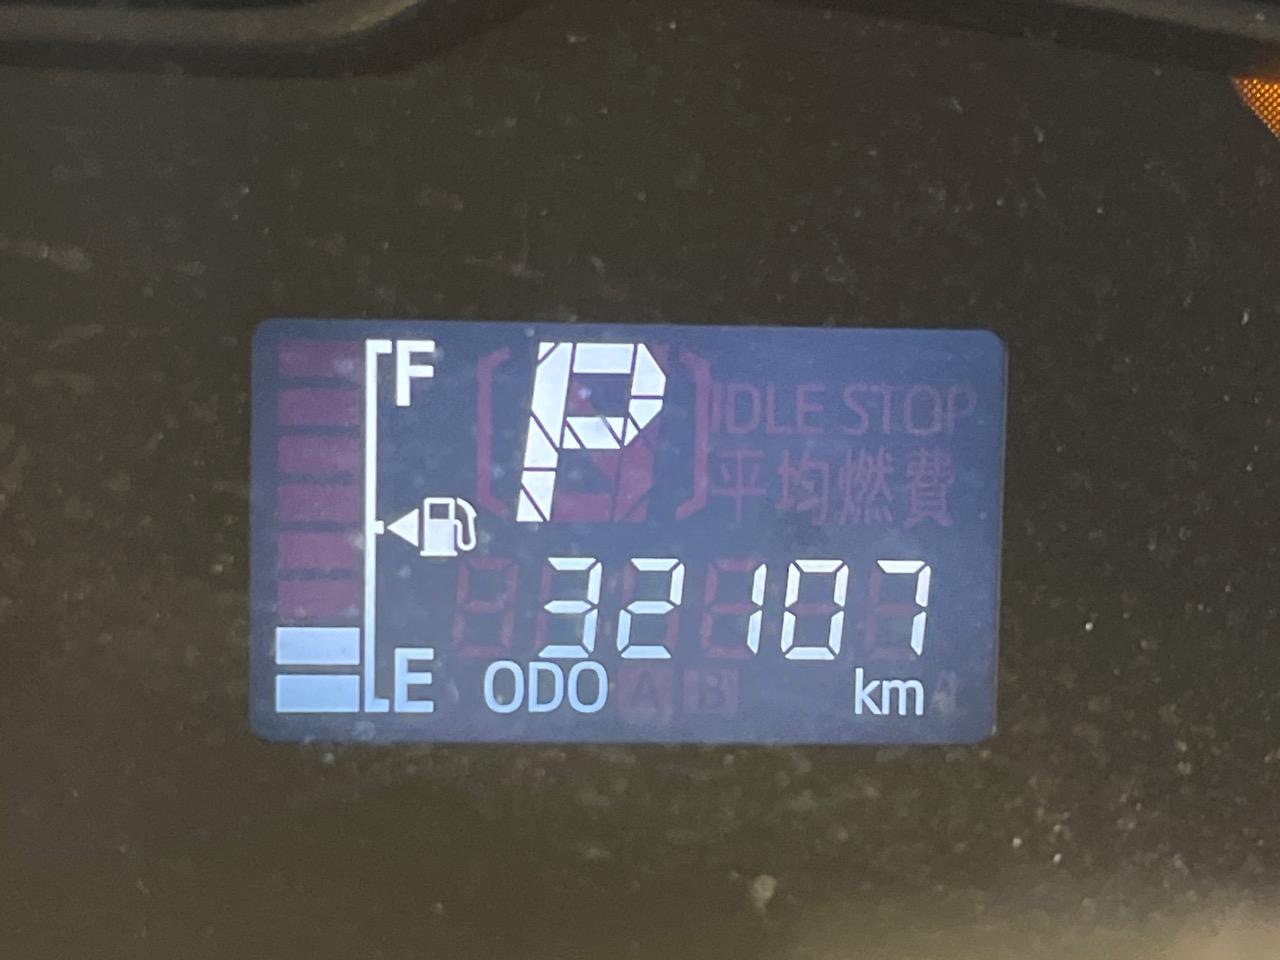 F
P
IDLE STOP
平均燃費
32107
E ODO A B km